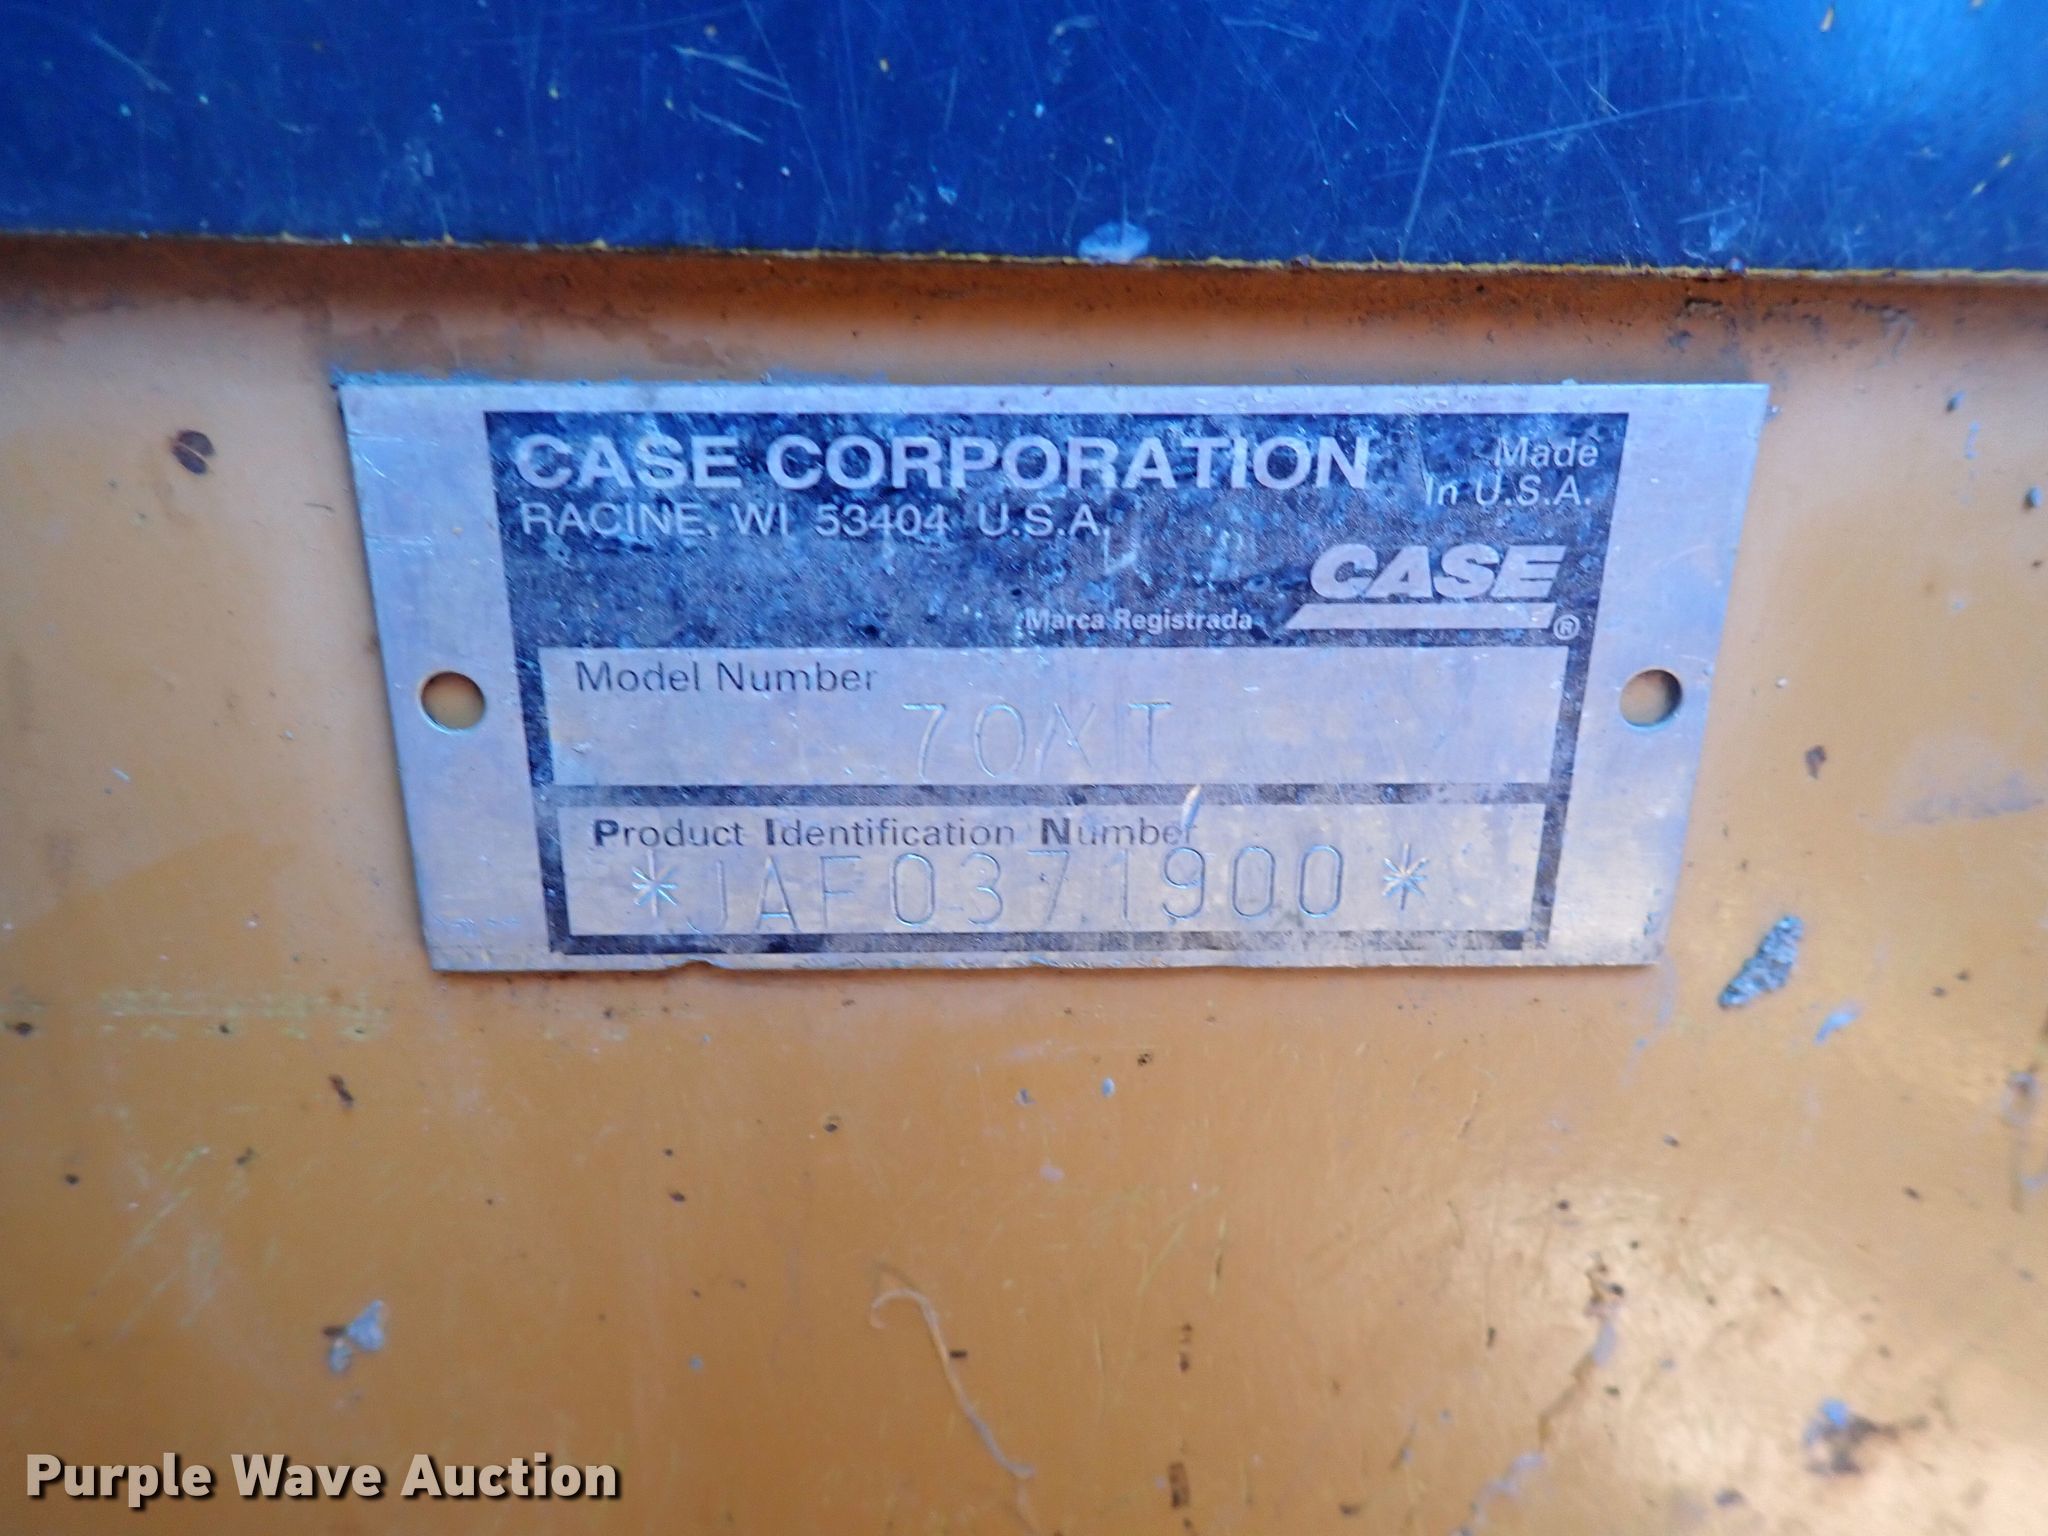 CASE CORPORATION
Made
In U.S.A.
RACINE, WI 53404 U.S.A.
CASE
Marca Registrada
®
Model Number
70XT
Product Identification Number
*JAF0371900*
Purple Wave Auction